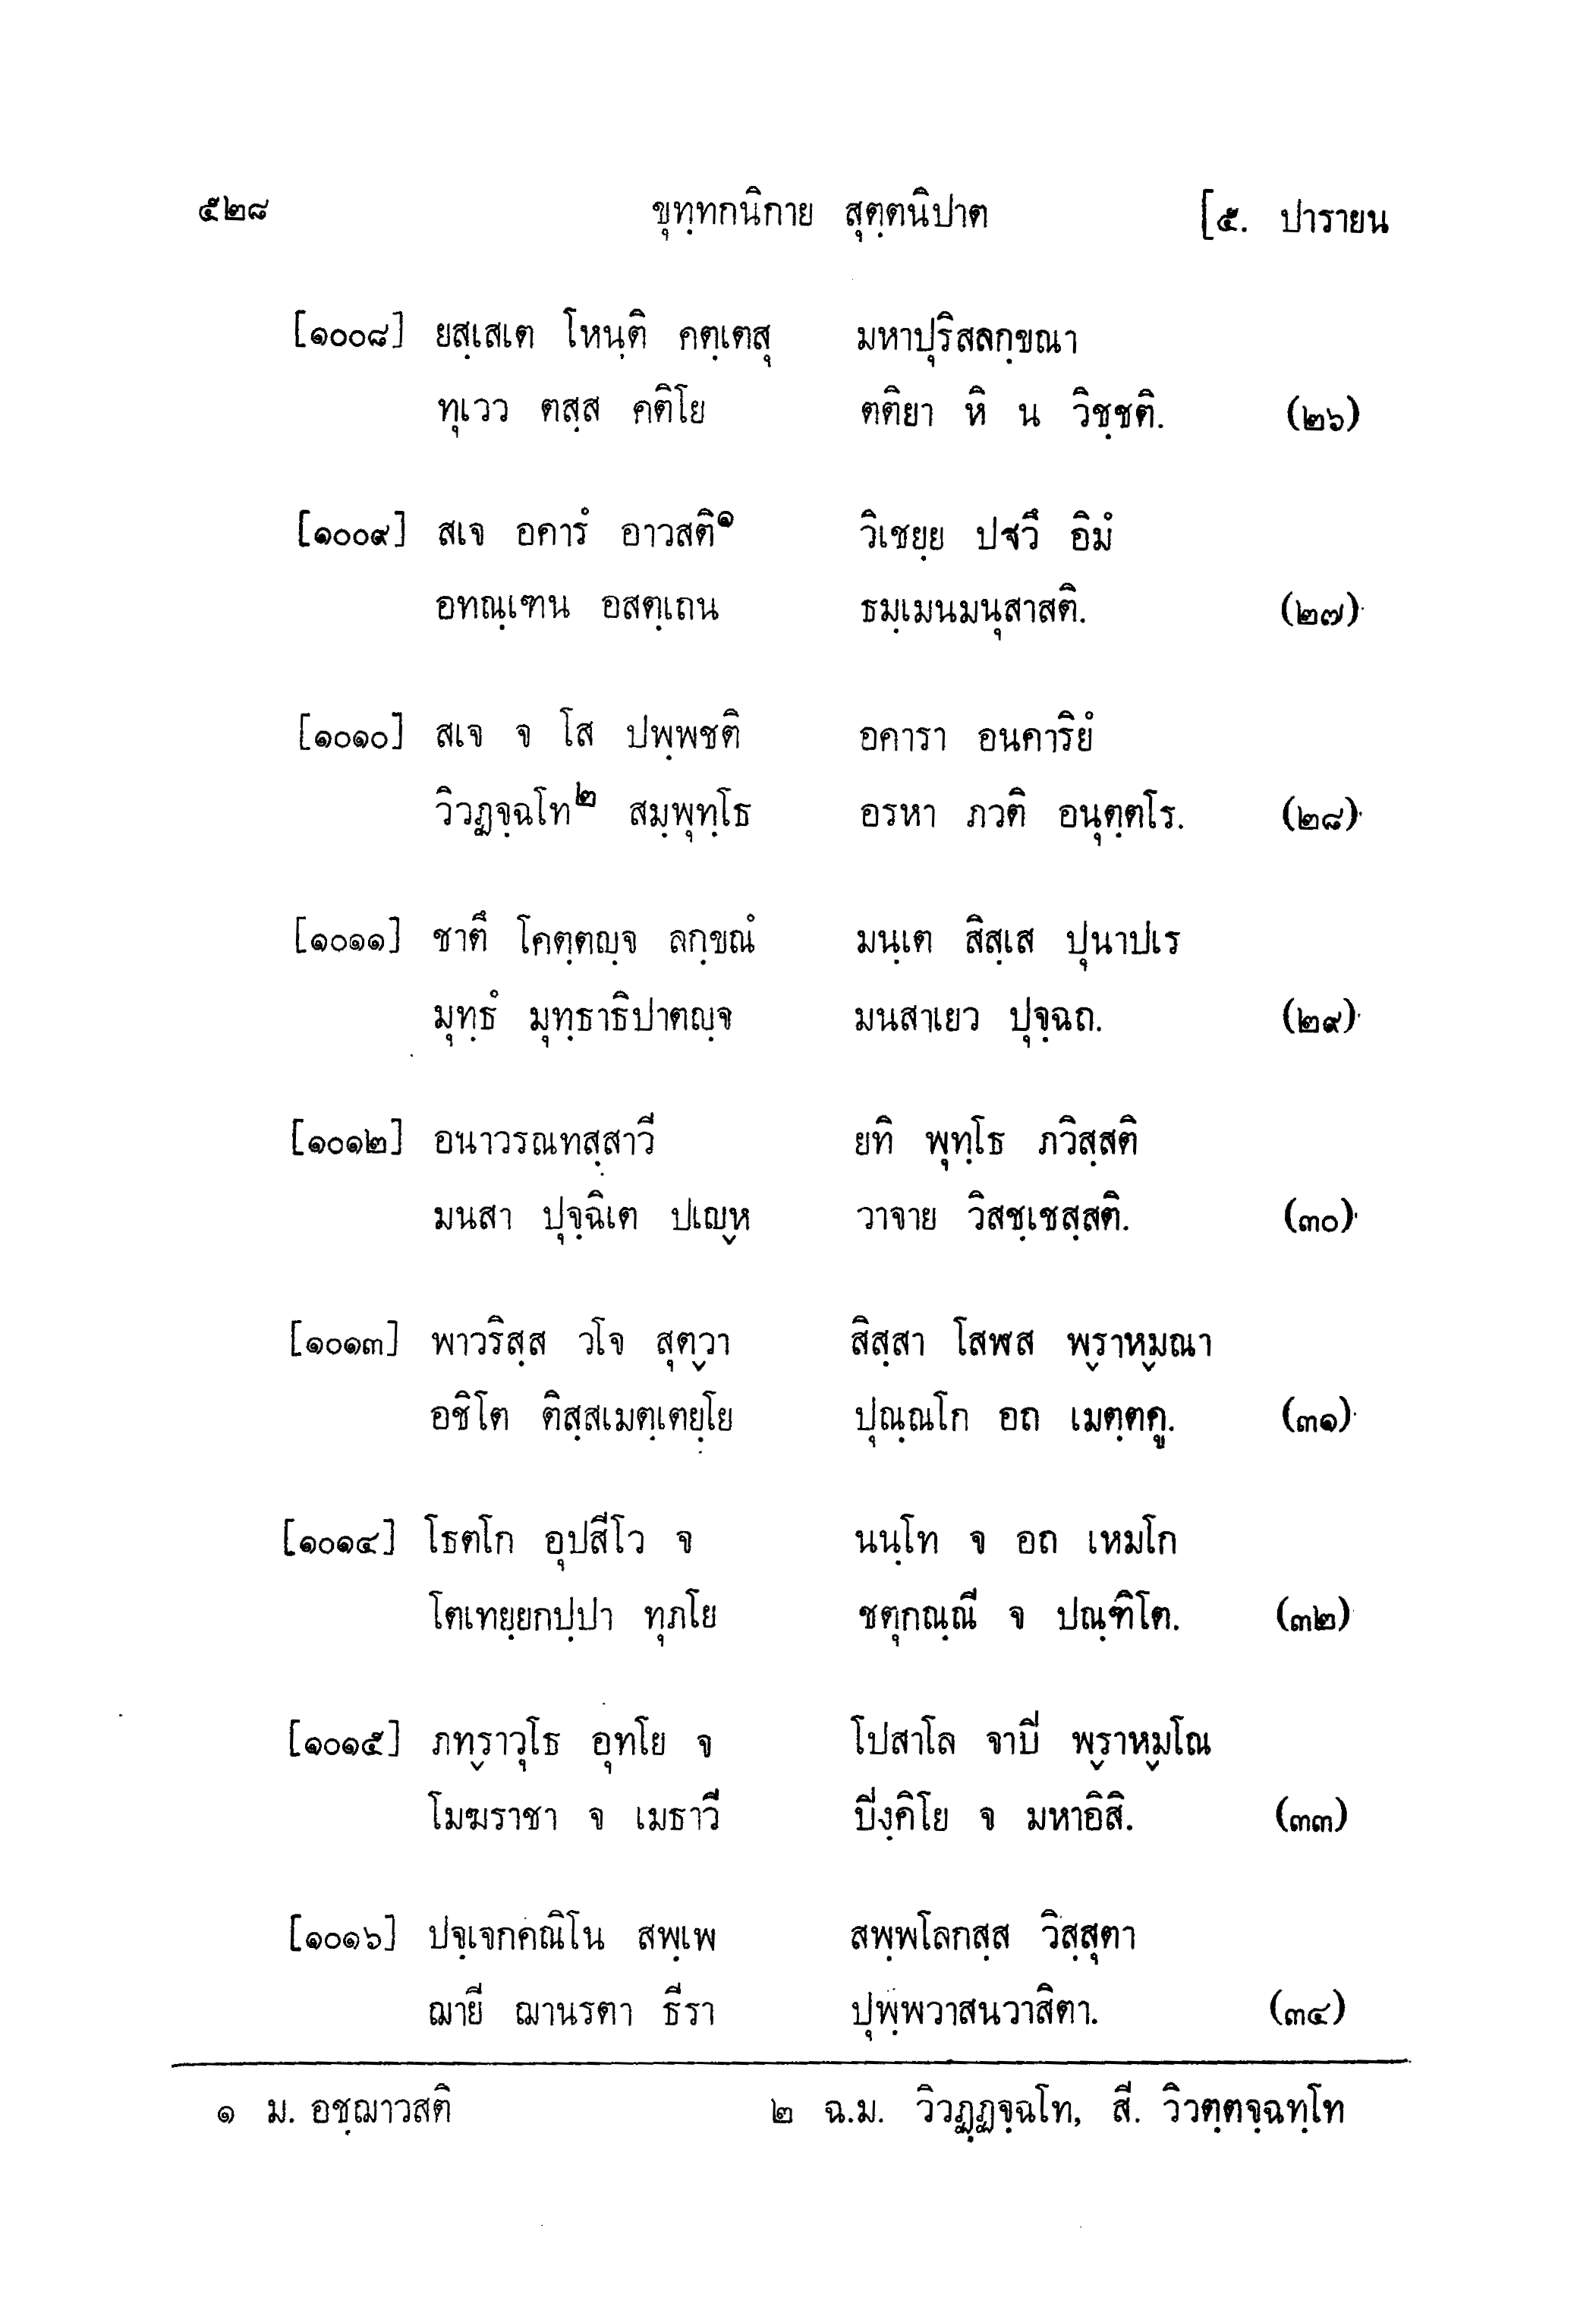 ๕๒๘ ขุทฺทกนิกาย สุตฺตนิปาต [๕. ปารายน
[๑๐๐๘] ยสฺเสเต โหนฺติ คตฺเตสุ มหาปุริสลกฺขณา
ทุเวว ตสฺส คติโย ตติยา หิ น วิชฺชติ. (๒๖)
[๑๐๐๙] สเจ อคารํ อาวสติ๑ วิเชยฺย ปฐวึ อิมํ
อทณฺเฑน อสตฺเถน ธมฺเมนมนุสาสติ. (๒๗)
[๑๐๑๐] สเจ จ โส ปพฺพชติ อคารา อนคาริยํ
วิวฏจฺฉโท๒ สมฺพุทฺโธ อรหา ภวติ อนุตฺตโร. (๒๘)
[๑๐๑๑] ชาตึ โคตฺตญฺจ ลกฺขณํ มนฺเต สิสฺเส ปุนาปเร
มุทฺธํ มุทฺธาธิปาตญฺจ มนสาเยว ปุจฺฉถ. (๒๙)
[๑๐๑๒] อนาวรณทสฺสาวี ยทิ พุทฺโธ ภวิสฺสติ
มนสา ปุจฺฉิเต ปเญฺห วาจาย วิสชฺเชสฺสติ. (๓๐)
[๑๐๑๓] พาวริสฺส วโจ สุตฺวา สิสฺสา โสฬส พฺราหฺมณา
อชิโต ติสฺสเมตฺเตยฺโย ปุณฺณโก อถ เมตฺตคู. (๓๑)
[๑๐๑๔] โธตโก อุปสีโว จ นนฺโท จ อถ เหมโก
โตเทยฺยกปฺปา ทุภโย ชตุกณฺณี จ ปณฺฑิโต. (๓๒)
[๑๐๑๕] ภทฺราวุโธ อุทโย จ โปสาโล จาปิ พฺราหฺมโณ
โมฆราชา จ เมธาวี ปิงฺคิโย จ มหาอิสิ. (๓๓)
[๑๐๑๖] ปจฺเจกคณิโน สพฺเพ สพฺพโลกสฺส วิสฺสุตา
ฌายี ฌานรตา ธีรา ปุพฺพวาสนวาสิตา. (๓๔)
๑ ม. อชฺฌาวสติ ๒ ฉ.ม. วิวฏฺฏจฺฉโท, สี. วิวตฺตจฺฉทฺโท